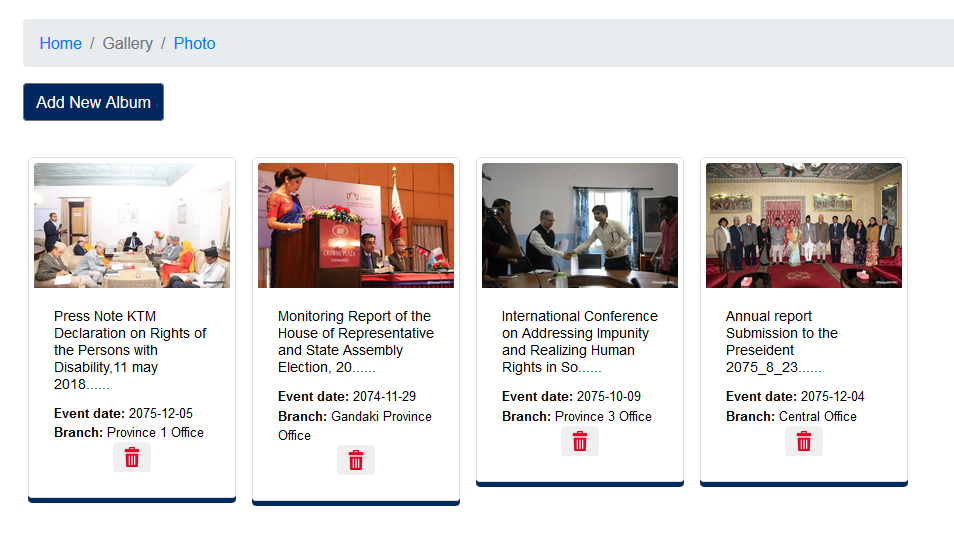 Home / Gallery / Photo
Add New Album
CROWNE PLAZA
©NepalNHRC
Press Note KTM
Declaration on Rights of
the Persons with
Disability,11 may
2018......
Event date: 2075-12-05
Branch: Province 1 Office
Monitoring Report of the
House of Representative
and State Assembly
Election, 20......
Event date: 2074-11-29
Branch: Gandaki Province
Office
International Conference
on Addressing Impunity
and Realizing Human
Rights in So......
Event date: 2075-10-09
Branch: Province 3 Office
Annual report
Submission to the
Preseident
2075_8_23......
Event date: 2075-12-04
Branch: Central Office